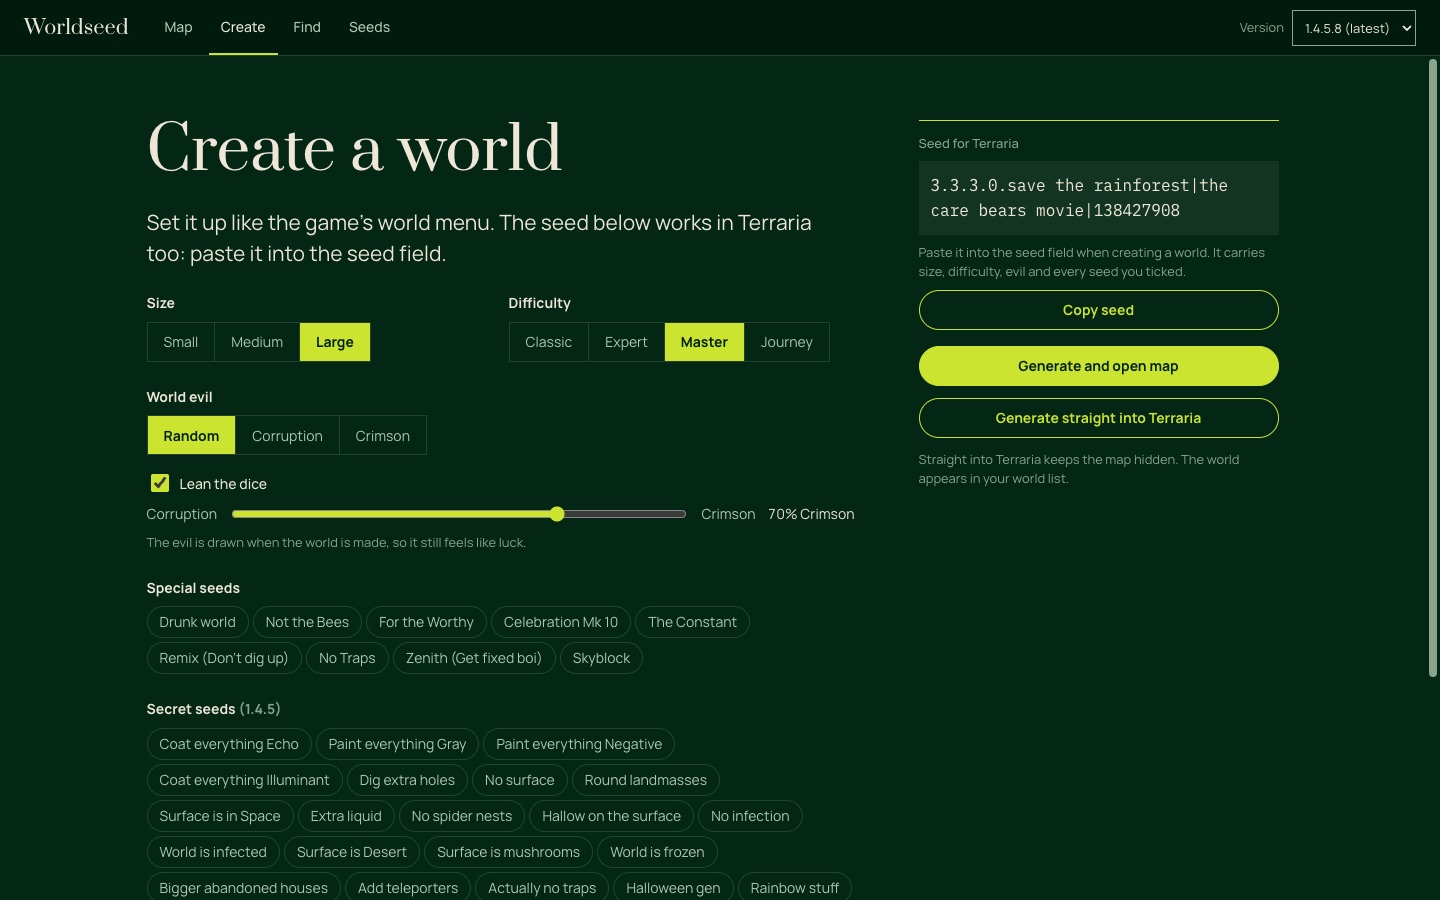 Worldseed Map Create Find Seeds Version 1.4.5.8 (latest)
Create a world
Set it up like the game's world menu. The seed below works in Terraria
too: paste it into the seed field.
Size
Small Medium Large
Difficulty
Classic Expert Master Journey
World evil
Random Corruption Crimson
Lean the dice
Corruption Crimson 70% Crimson
The evil is drawn when the world is made, so it still feels like luck.
Special seeds
Drunk world Not the Bees For the Worthy Celebration Mk 10 The Constant
Remix (Don't dig up) No Traps Zenith (Get fixed boi) Skyblock
Secret seeds (1.4.5)
Coat everything Echo Paint everything Gray Paint everything Negative
Coat everything Illuminant Dig extra holes No surface Round landmasses
Surface is in Space Extra liquid No spider nests Hallow on the surface No infection
World is infected Surface is Desert Surface is mushrooms World is frozen
Bigger abandoned houses Add teleporters Actually no traps Halloween gen Rainbow stuff
Seed for Terraria
3.3.3.0.save the rainforest|the
care bears movie|138427908
Paste it into the seed field when creating a world. It carries
size, difficulty, evil and every seed you ticked.
Copy seed
Generate and open map
Generate straight into Terraria
Straight into Terraria keeps the map hidden. The world
appears in your world list.